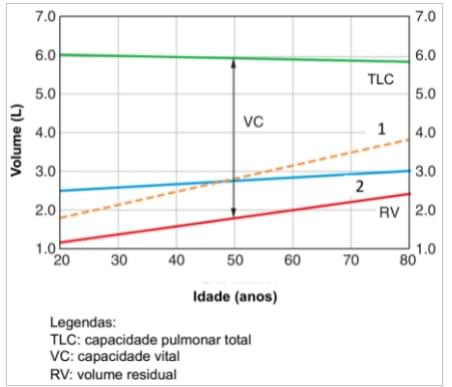 7.0 7.0
6.0 6.0
TLC
5.0 5.0
VC
1
4.0 4.0
3.0 3.0
2
2.0 RV 2.0
1.0 1.0
Volume (L)
20 30 40 50 60 70 80
Idade (anos)
Legendas:
TLC: capacidade pulmonar total
VC: capacidade vital
RV: volume residual